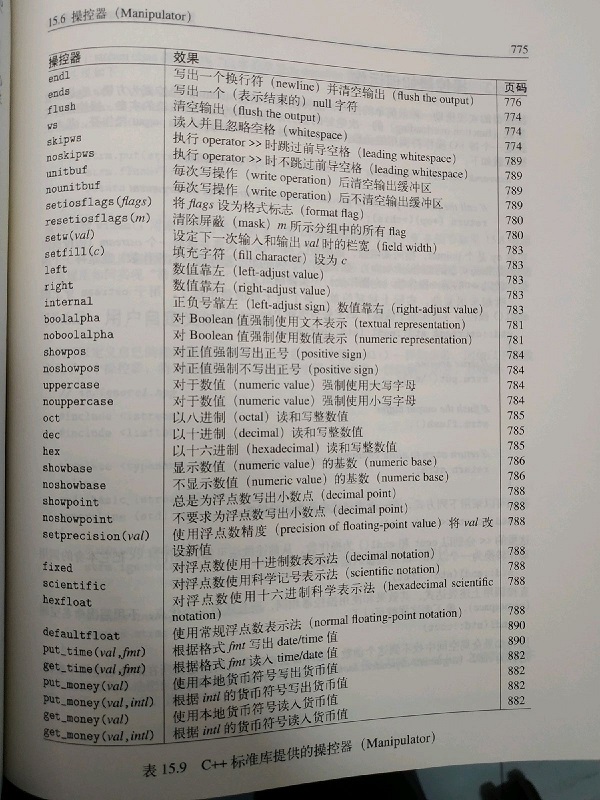 15.6 操控器（Manipulator）
775
操控器 效果 页码
endl 写出一个换行符（newline）并清空输出（flush the output） 776
ends 写出一个（表示结束的）null 字符 774
flush 清空输出（flush the output） 774
ws 读入并且忽略空格（whitespace） 774
skipws 执行 operator >> 时跳过前导空格（leading whitespace） 789
noskipws 执行 operator >> 时不跳过前导空格（leading whitespace） 789
unitbuf 每次写操作（write operation）后清空输出缓冲区 789
nounitbuf 每次写操作（write operation）后不清空输出缓冲区 789
setiosflags(flags) 将 flags 设为格式标志（format flag） 780
resetiosflags(m) 清除屏蔽（mask）m 所示分组中的所有 flag 780
setw(val) 设定下一次输入和输出 val 时的栏宽（field width） 783
setfill(c) 填充字符（fill character）设为 c 783
left 数值靠左（left-adjust value） 783
right 数值靠右（right-adjust value） 783
internal 正负号靠左（left-adjust sign）数值靠右（right-adjust value） 783
boolalpha 对 Boolean 值强制使用文本表示（textual representation） 781
noboolalpha 对 Boolean 值强制使用数值表示（numeric representation） 781
showpos 对正值强制写出正号（positive sign） 784
noshowpos 对正值强制不写出正号（positive sign） 784
uppercase 对于数值（numeric value）强制使用大写字母 784
nouppercase 对于数值（numeric value）强制使用小写字母 784
oct 以八进制（octal）读和写整数值 785
dec 以十进制（decimal）读和写整数值 785
hex 以十六进制（hexadecimal）读和写整数值 785
showbase 显示数值（numeric value）的基数（numeric base） 786
noshowbase 不显示数值（numeric value）的基数（numeric base） 786
showpoint 总是为浮点数写出小数点（decimal point） 788
noshowpoint 不要求为浮点数写出小数点（decimal point） 788
setprecision(val) 使用浮点数精度（precision of floating-point value）将 val 改 788
设新值
fixed 对浮点数使用十进制数表示法（decimal notation） 788
scientific 对浮点数使用科学记号表示法（scientific notation） 788
hexfloat 对浮点数使用十六进制科学表示法（hexadecimal scientific 788
notation）
defaultfloat 使用常规浮点数表示法（normal floating-point notation） 788
put_time(val,fmt) 根据格式 fmt 写出 date/time 值 890
get_time(val,fmt) 根据格式 fmt 读入 time/date 值 890
put_money(val) 使用本地货币符号写出货币值 882
put_money(val,intl) 根据 intl 的货币符号写出货币值 882
get_money(val) 使用本地货币符号读入货币值 882
get_money(val,intl) 根据 intl 的货币符号读入货币值 882
表 15.9 C++ 标准库提供的操控器（Manipulator）